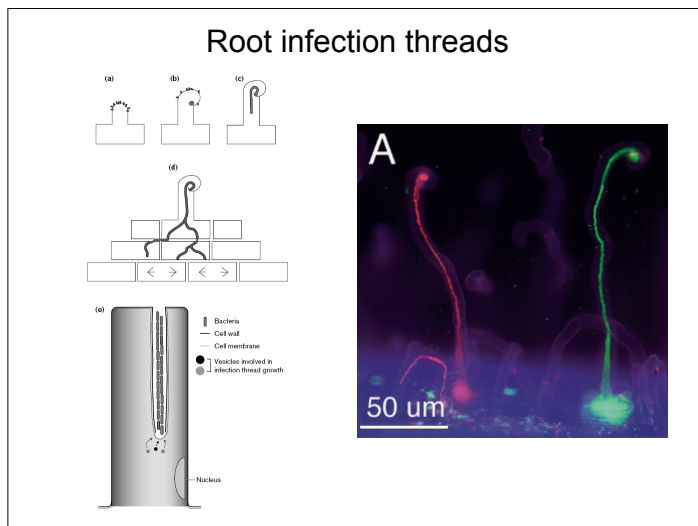 Root infection threads
(a)
(b)
(c)
(d)
(e)
Bacteria
Cell wall
Cell membrane
Vesicles involved in
infection thread growth
Nucleus
A
50 um